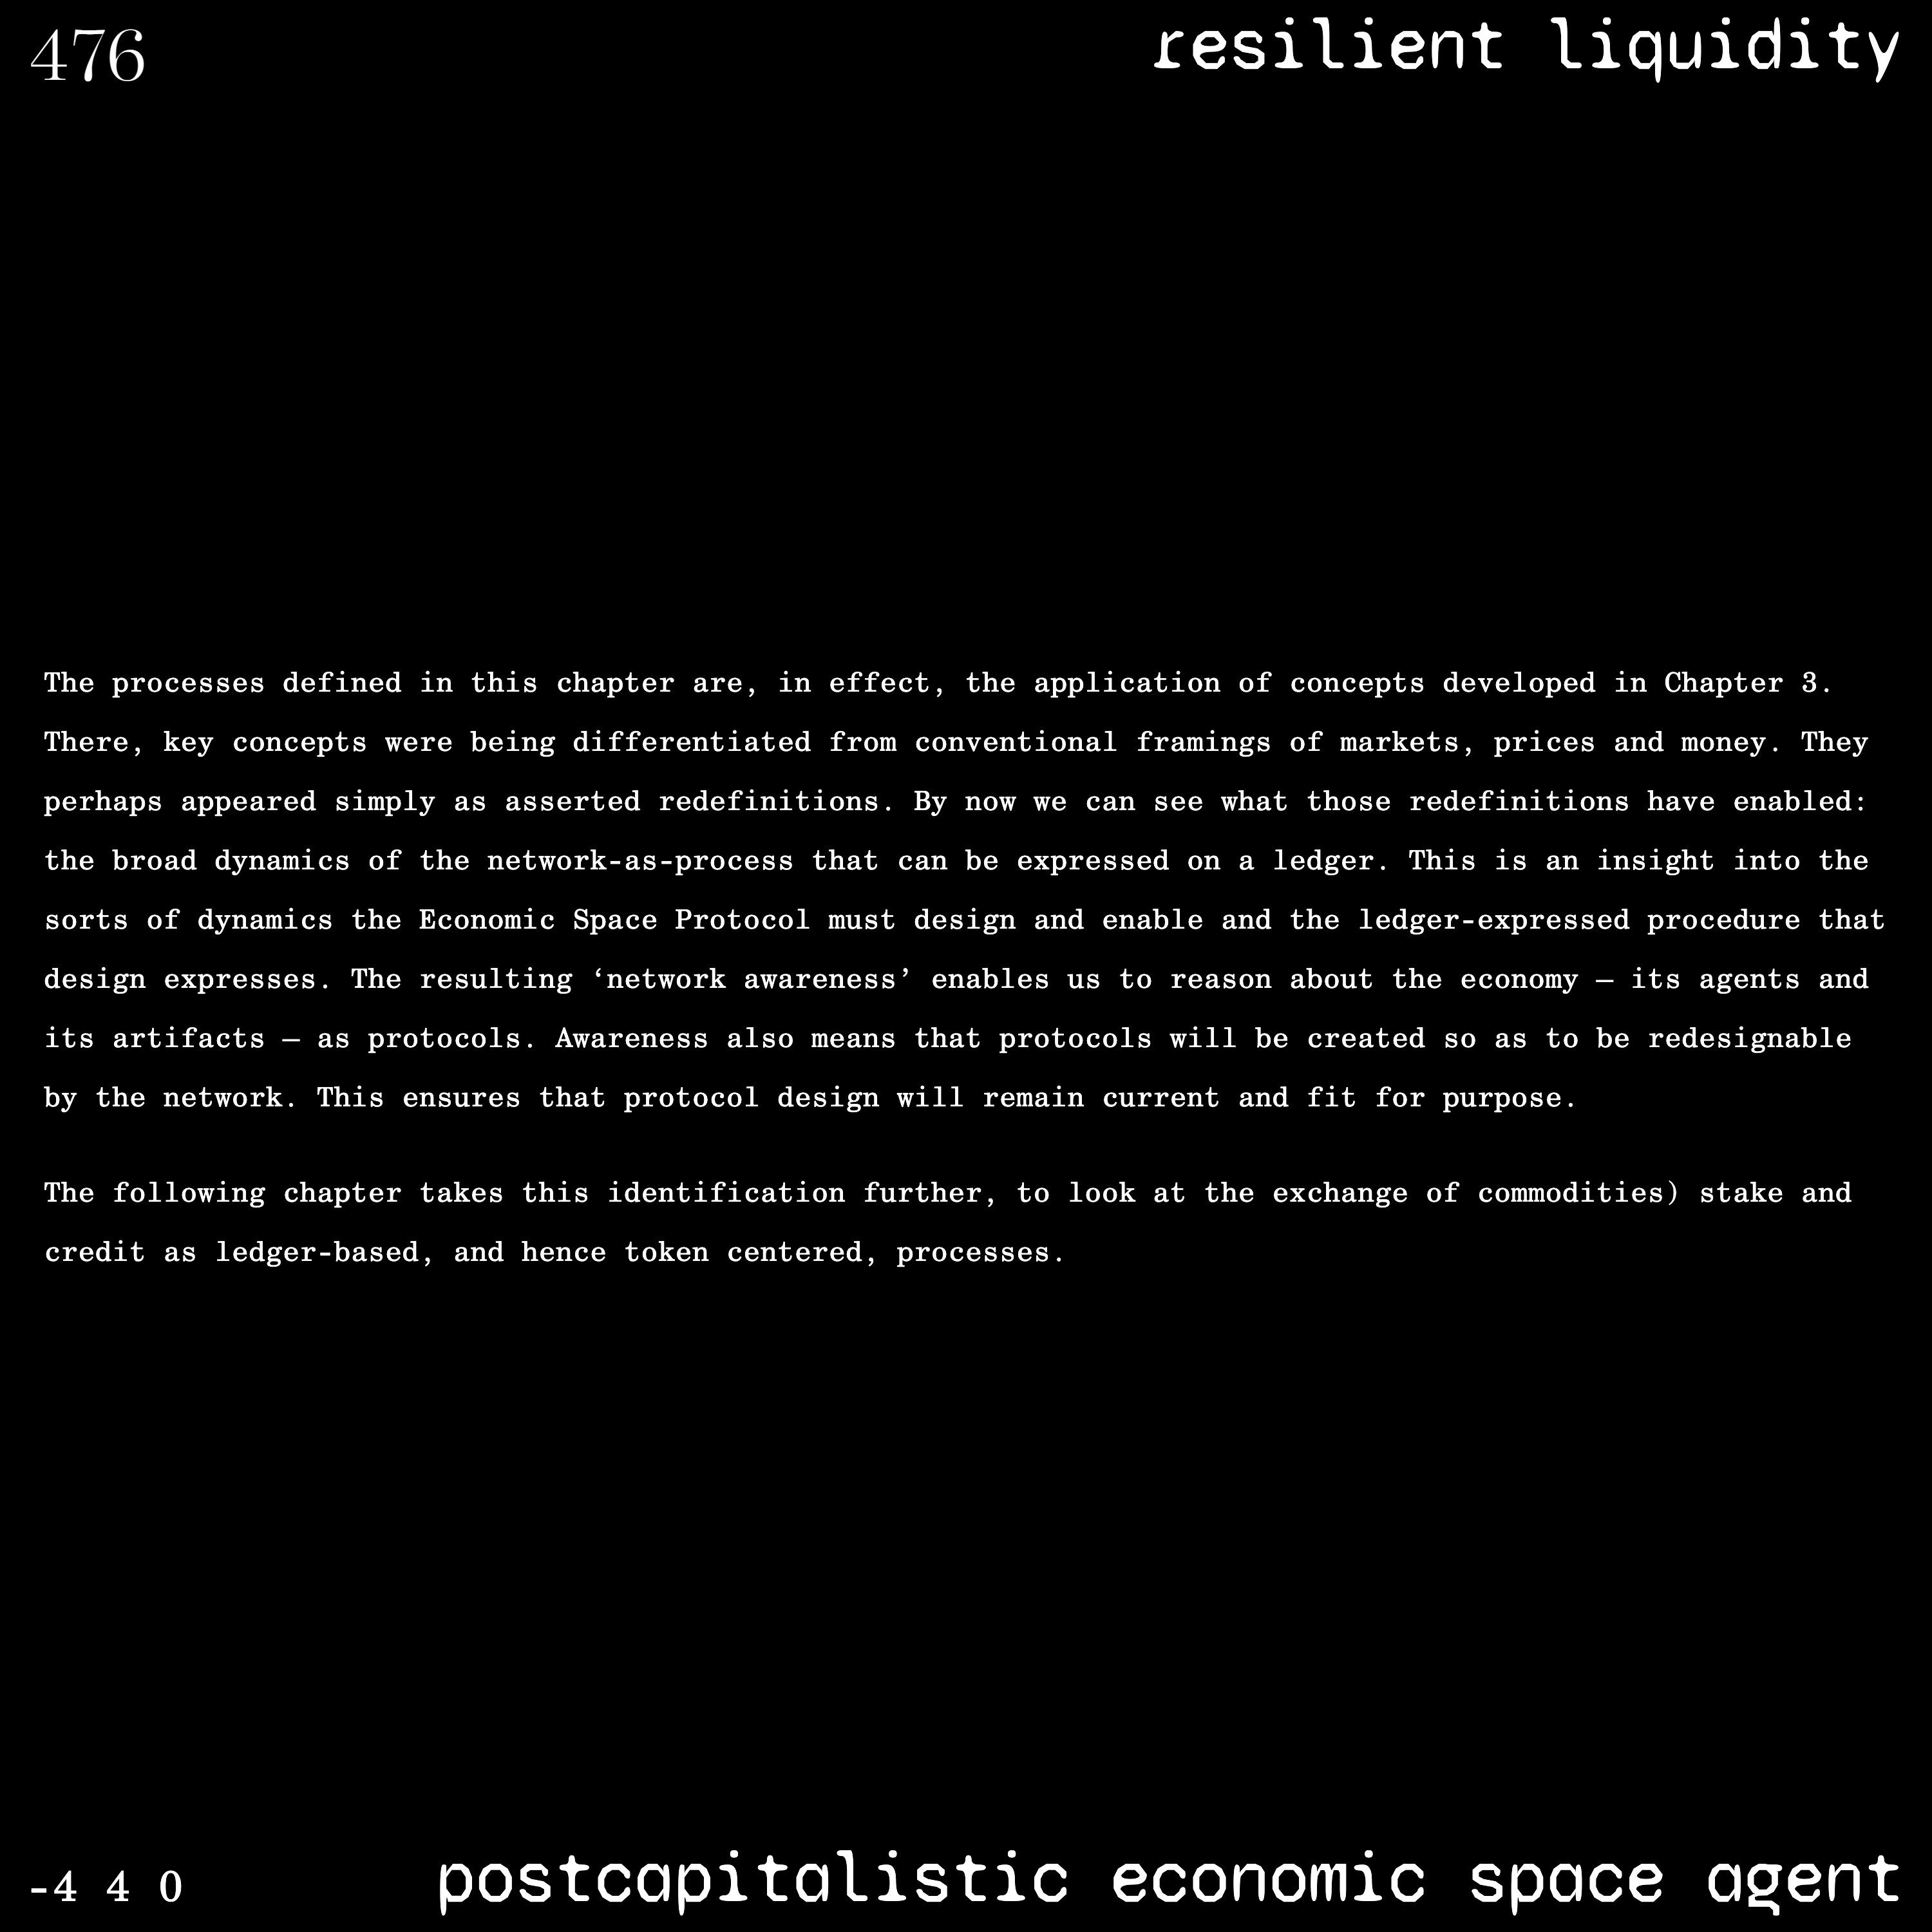 476
resilient liquidity
The processes defined in this chapter are, in effect, the application of concepts developed in Chapter 3.
There, key concepts were being differentiated from conventional framings of markets, prices and money. They
perhaps appeared simply as asserted redefinitions. By now we can see what those redefinitions have enabled:
the broad dynamics of the network-as-process that can be expressed on a ledger. This is an insight into the
sorts of dynamics the Economic Space Protocol must design and enable and the ledger-expressed procedure that
design expresses. The resulting ‘network awareness’ enables us to reason about the economy – its agents and
its artifacts – as protocols. Awareness also means that protocols will be created so as to be redesignable
by the network. This ensures that protocol design will remain current and fit for purpose.
The following chapter takes this identification further, to look at the exchange of commodities) stake and
credit as ledger-based, and hence token centered, processes.
-4 4 0
postcapitalistic economic space agent